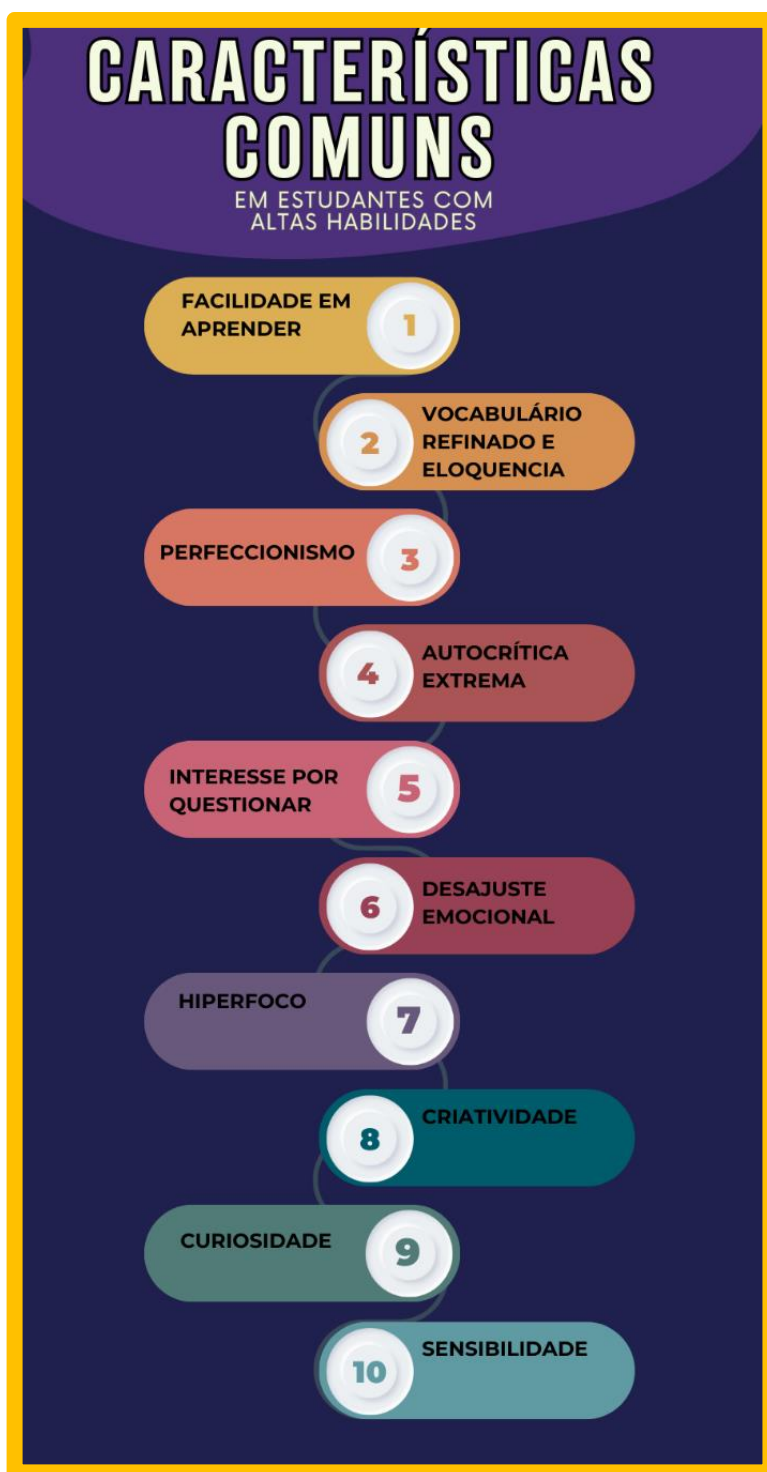 CARACTERÍSTICAS
COMUNS
EM ESTUDANTES COM
ALTAS HABILIDADES
FACILIDADE EM
APRENDER
1
2
VOCABULÁRIO
REFINADO E
ELOQUENCIA
PERFECCIONISMO
3
4
AUTOCRÍTICA
EXTREMA
INTERESSE POR
QUESTIONAR
5
6
DESAJUSTE
EMOCIONAL
HIPERFOCO
7
8
CRIATIVIDADE
CURIOSIDADE
9
10
SENSIBILIDADE